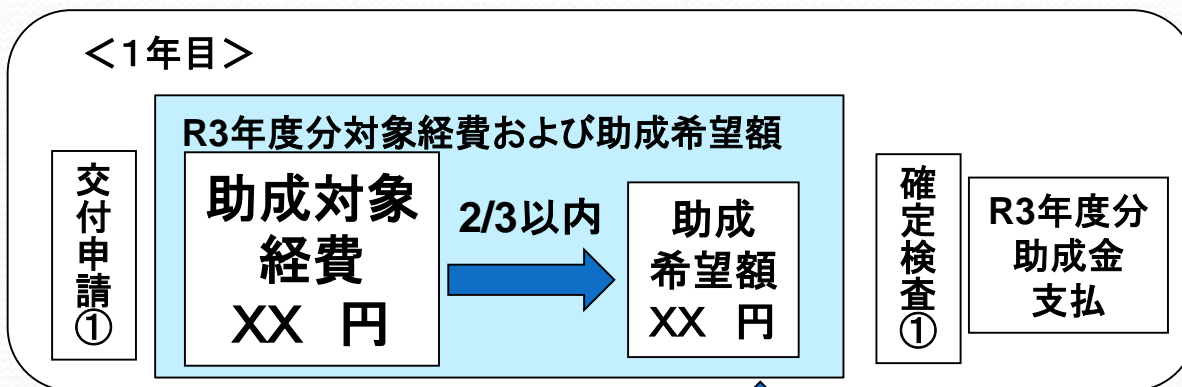 ＜1年目＞
R3年度分対象経費および助成希望額
交付申請①
助成対象
経費
XX　円
2/3以内
助成
希望額
XX　円
確定検査①
R3年度分
助成金
支払